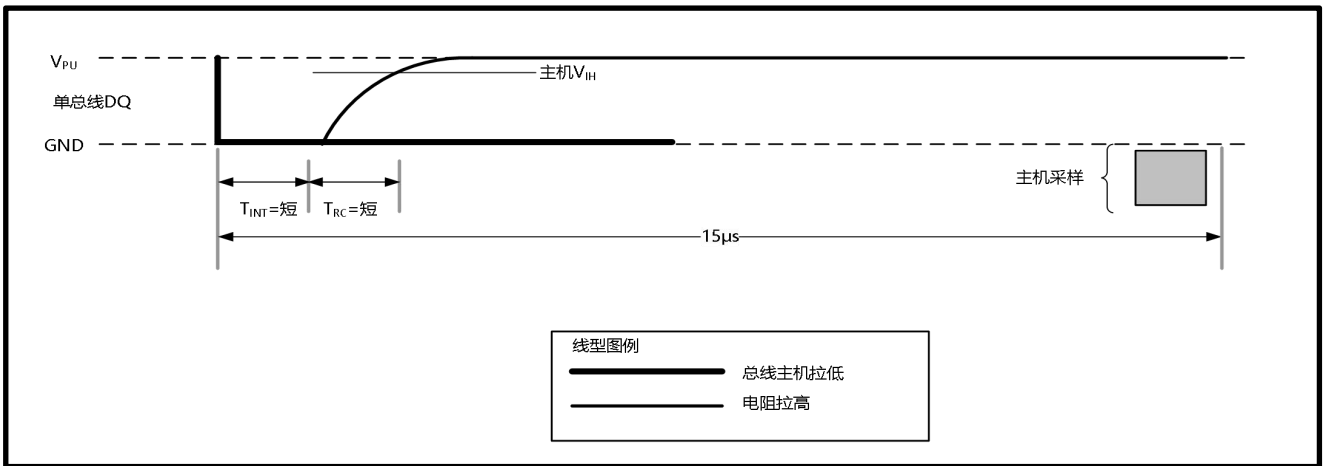 VPU
主机VIH
单总线DQ
GND
主机采样
TINT=短
TRC=短
15μs
线型图例
总线主机拉低
电阻拉高